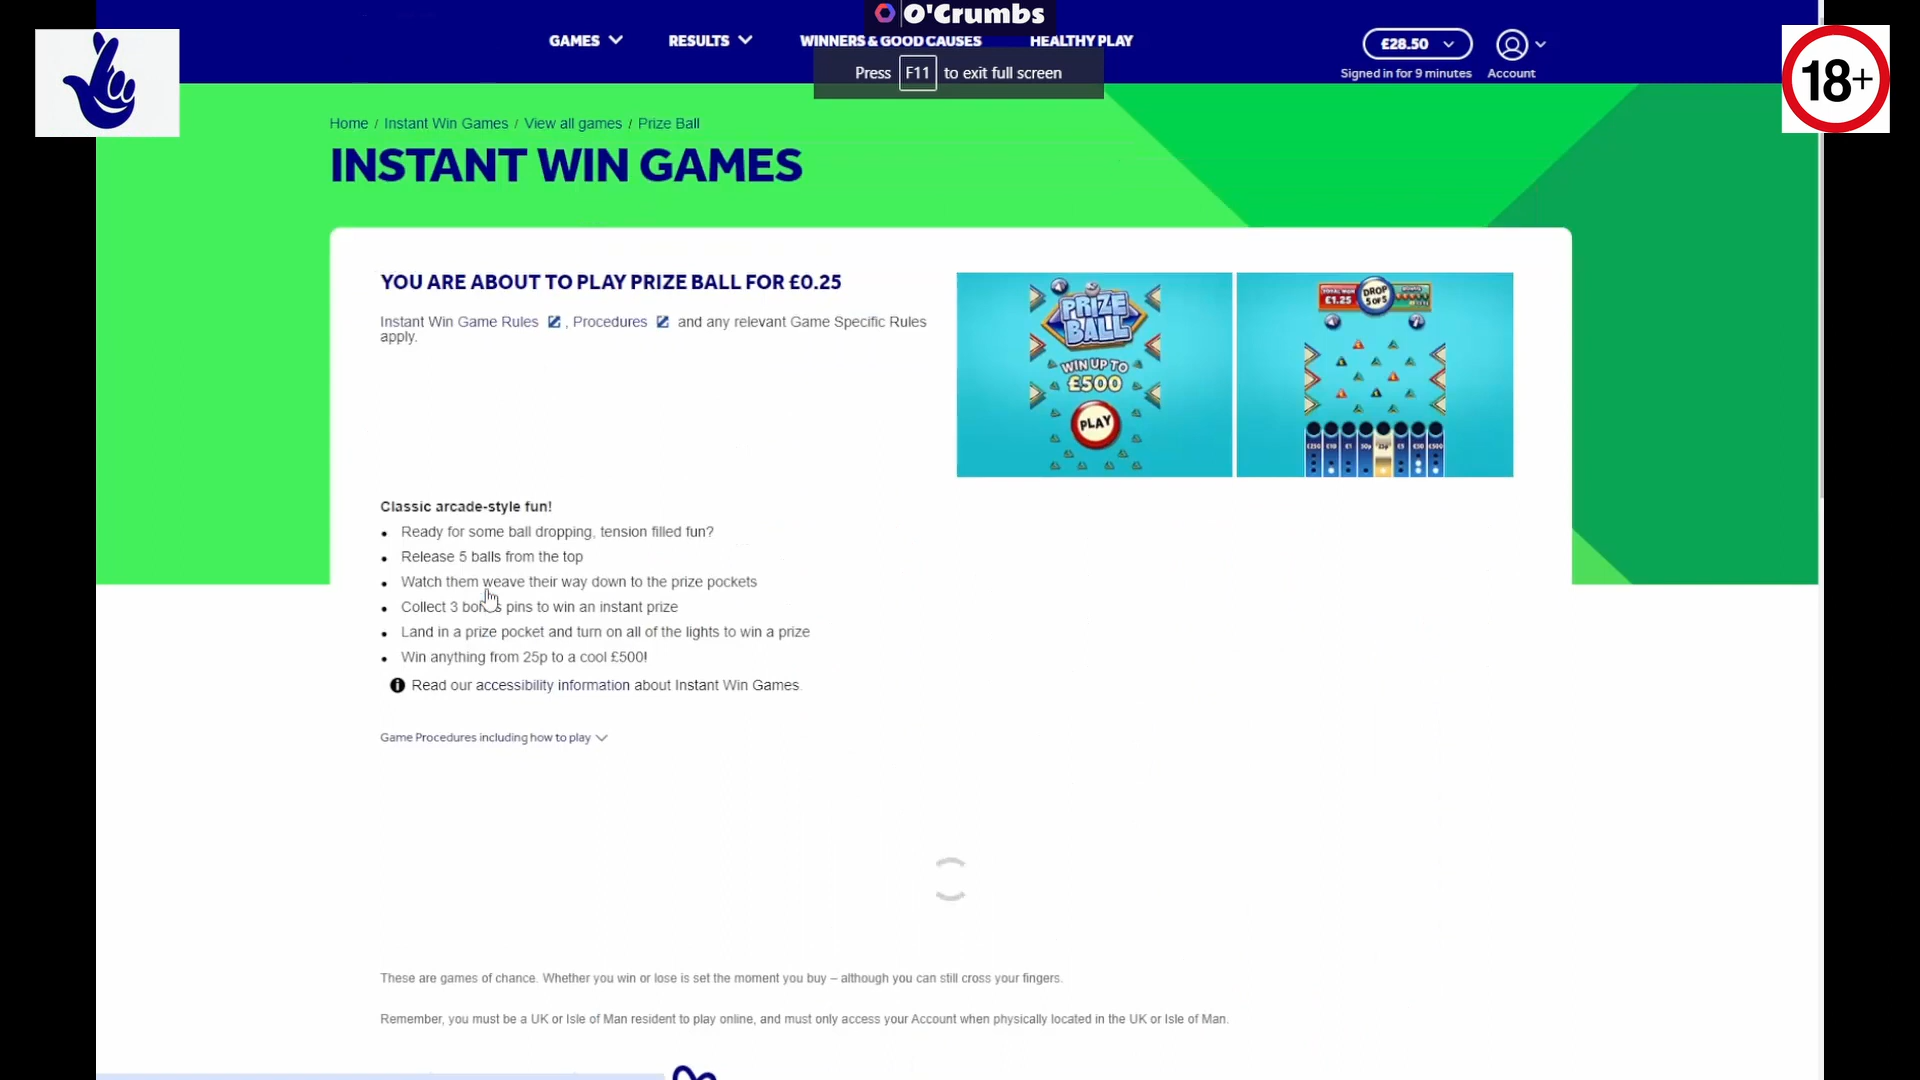 O'Crumbs
GAMES
RESULTS
WINNERS & GOOD CAUSES
HEALTHY PLAY
£28.50
Signed in for 9 minutes
Account
Press F11 to exit full screen
18+
Home / Instant Win Games / View all games / Prize Ball
INSTANT WIN GAMES
YOU ARE ABOUT TO PLAY PRIZE BALL FOR £0.25
Instant Win Game Rules , Procedures and any relevant Game Specific Rules
apply.
PRIZE
BALL
WIN UP TO
£500
PLAY
£1.25
DROP
5 OF 5
Classic arcade-style fun!
Ready for some ball dropping, tension filled fun?
Release 5 balls from the top
Watch them weave their way down to the prize pockets
Collect 3 bonus pins to win an instant prize
Land in a prize pocket and turn on all of the lights to win a prize
Win anything from 25p to a cool £500!
Read our accessibility information about Instant Win Games.
Game Procedures including how to play
These are games of chance. Whether you win or lose is set the moment you buy – although you can still cross your fingers.
Remember, you must be a UK or Isle of Man resident to play online, and must only access your Account when physically located in the UK or Isle of Man.